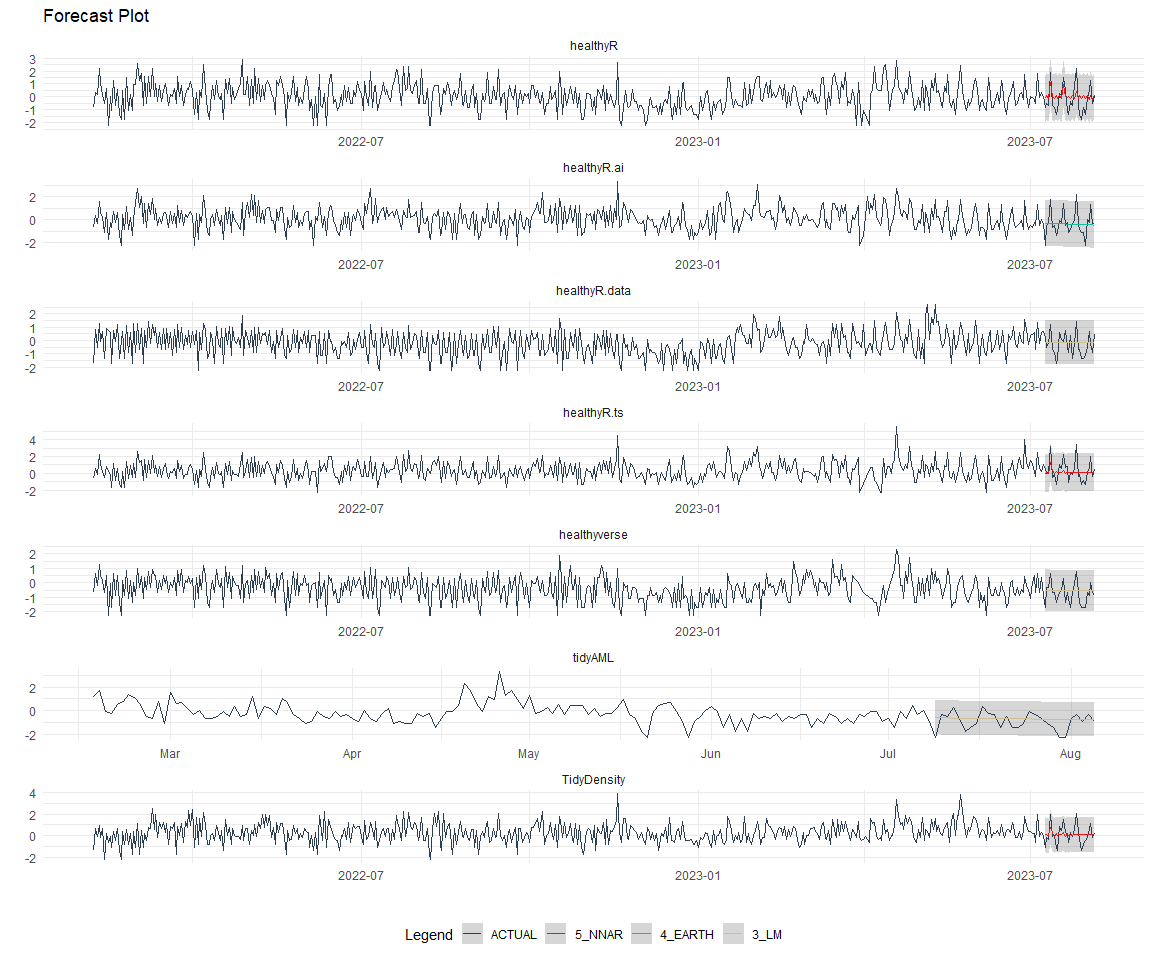 Forecast Plot
healthyR
3
2
1
0
-1
-2
2022-07 2023-01 2023-07
healthyR.ai
2
0
-2
2022-07 2023-01 2023-07
healthyR.data
2
1
0
-1
-2
2022-07 2023-01 2023-07
healthyR.ts
4
2
0
-2
2022-07 2023-01 2023-07
healthyverse
2
1
0
-1
-2
2022-07 2023-01 2023-07
tidyAML
2
0
-2
Mar Apr May Jun Jul Aug
TidyDensity
4
2
0
-2
2022-07 2023-01 2023-07
Legend ACTUAL 5_NNAR 4_EARTH 3_LM